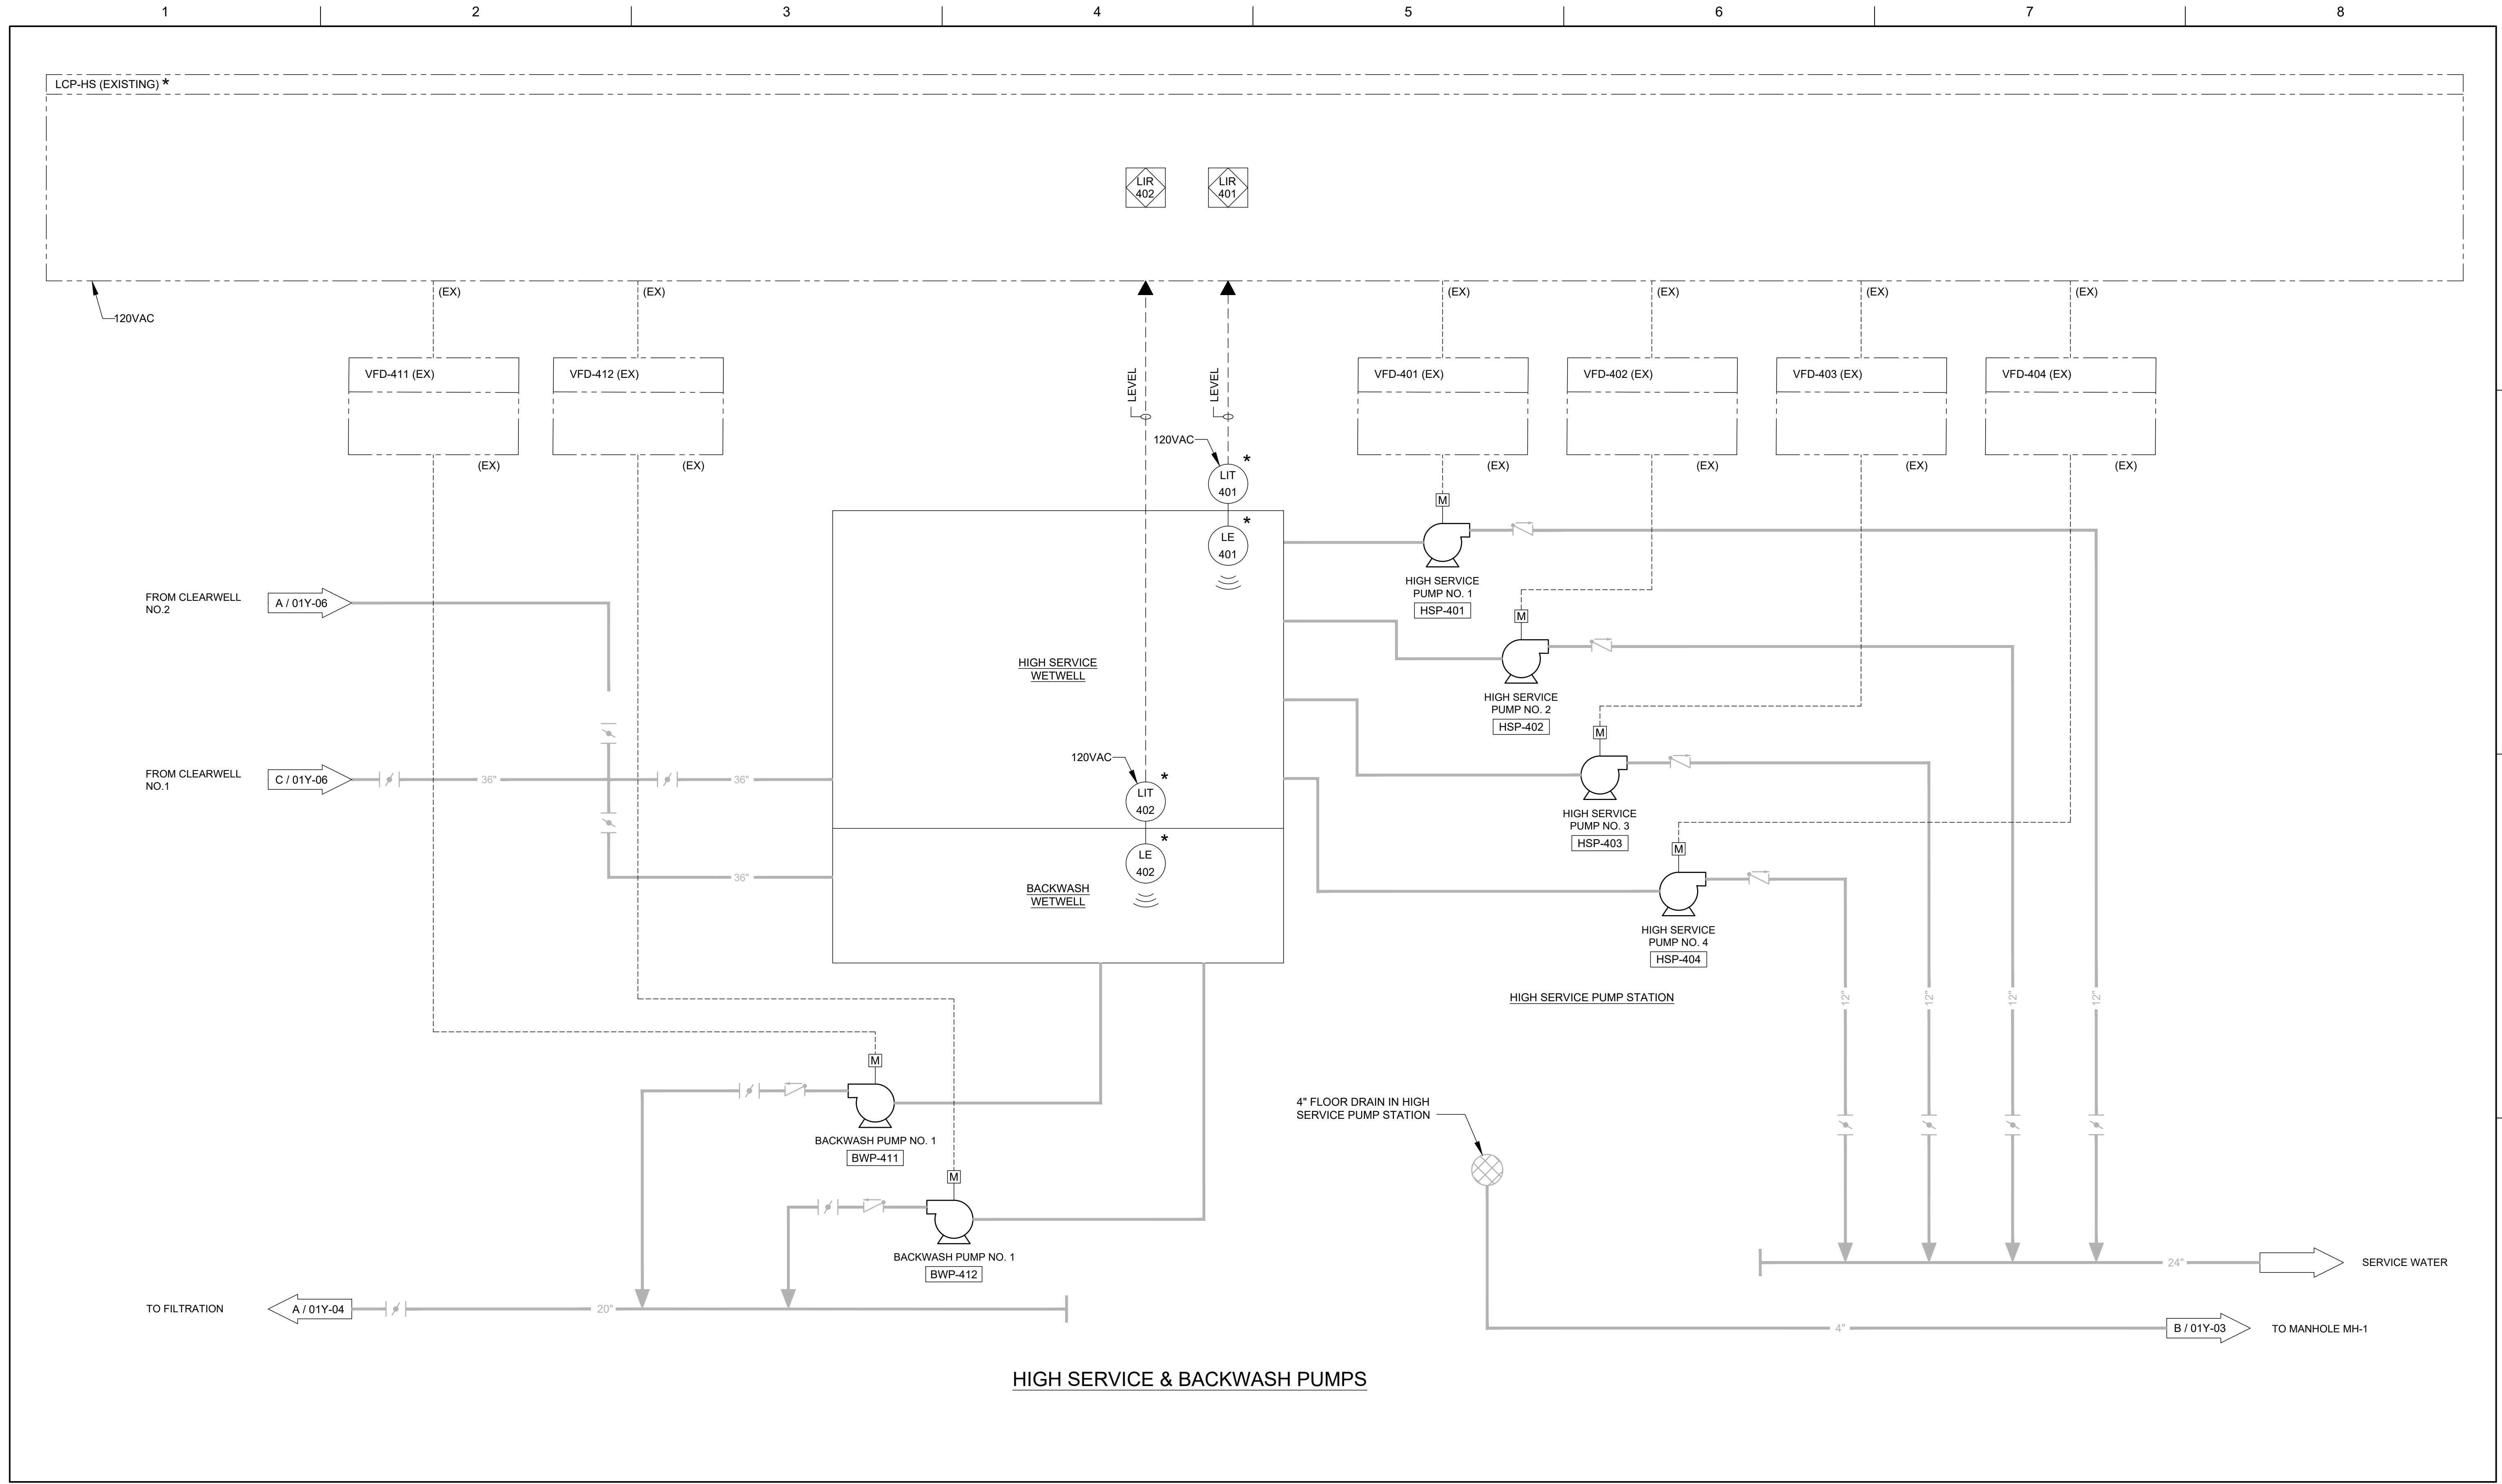 1
2
3
4
5
6
7
8
LCP-HS (EXISTING) *
LIR
402
LIR
401
120VAC
(EX)
(EX)
(EX)
(EX)
(EX)
(EX)
VFD-411 (EX)
VFD-412 (EX)
LEVEL
LEVEL
VFD-401 (EX)
VFD-402 (EX)
VFD-403 (EX)
VFD-404 (EX)
(EX)
(EX)
(EX)
(EX)
(EX)
(EX)
120VAC
*
LIT
401
*
LE
401
M
HIGH SERVICE
PUMP NO. 1
HSP-401
M
HIGH SERVICE
PUMP NO. 2
HSP-402
M
HIGH SERVICE
PUMP NO. 3
HSP-403
M
HIGH SERVICE
PUMP NO. 4
HSP-404
FROM CLEARWELL
NO.2
A / 01Y-06
HIGH SERVICE
WETWELL
FROM CLEARWELL
NO.1
C / 01Y-06
36"
36"
120VAC
*
LIT
402
*
LE
402
36"
BACKWASH
WETWELL
HIGH SERVICE PUMP STATION
12"
12"
12"
12"
M
BACKWASH PUMP NO. 1
BWP-411
M
BACKWASH PUMP NO. 1
BWP-412
4" FLOOR DRAIN IN HIGH
SERVICE PUMP STATION
24"
SERVICE WATER
TO FILTRATION
A / 01Y-04
20"
4"
B / 01Y-03
TO MANHOLE MH-1
HIGH SERVICE & BACKWASH PUMPS